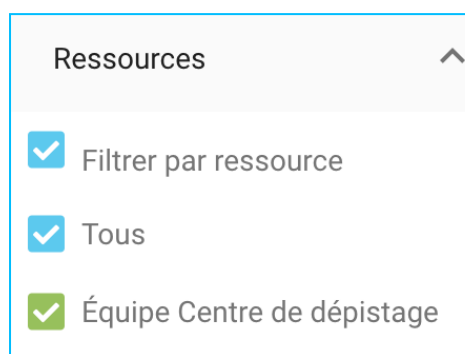 Ressources
Filtrer par ressource
Tous
Équipe Centre de dépistage